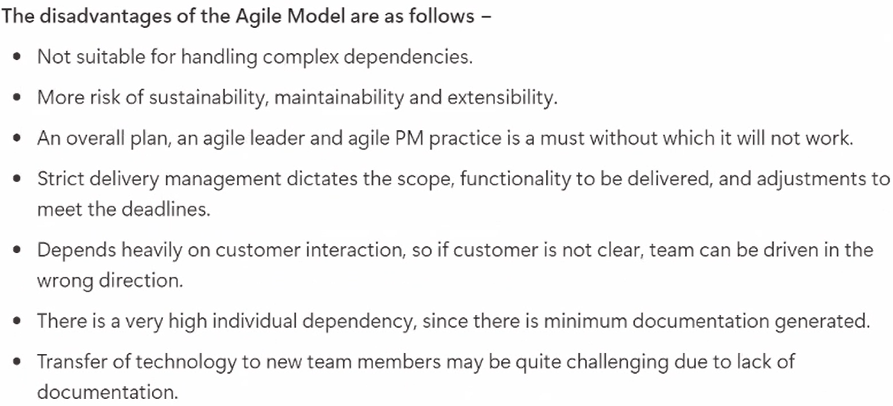 The disadvantages of the Agile Model are as follows −
• Not suitable for handling complex dependencies.
• More risk of sustainability, maintainability and extensibility.
• An overall plan, an agile leader and agile PM practice is a must without which it will not work.
• Strict delivery management dictates the scope, functionality to be delivered, and adjustments to
meet the deadlines.
• Depends heavily on customer interaction, so if customer is not clear, team can be driven in the
wrong direction.
• There is a very high individual dependency, since there is minimum documentation generated.
• Transfer of technology to new team members may be quite challenging due to lack of
documentation.